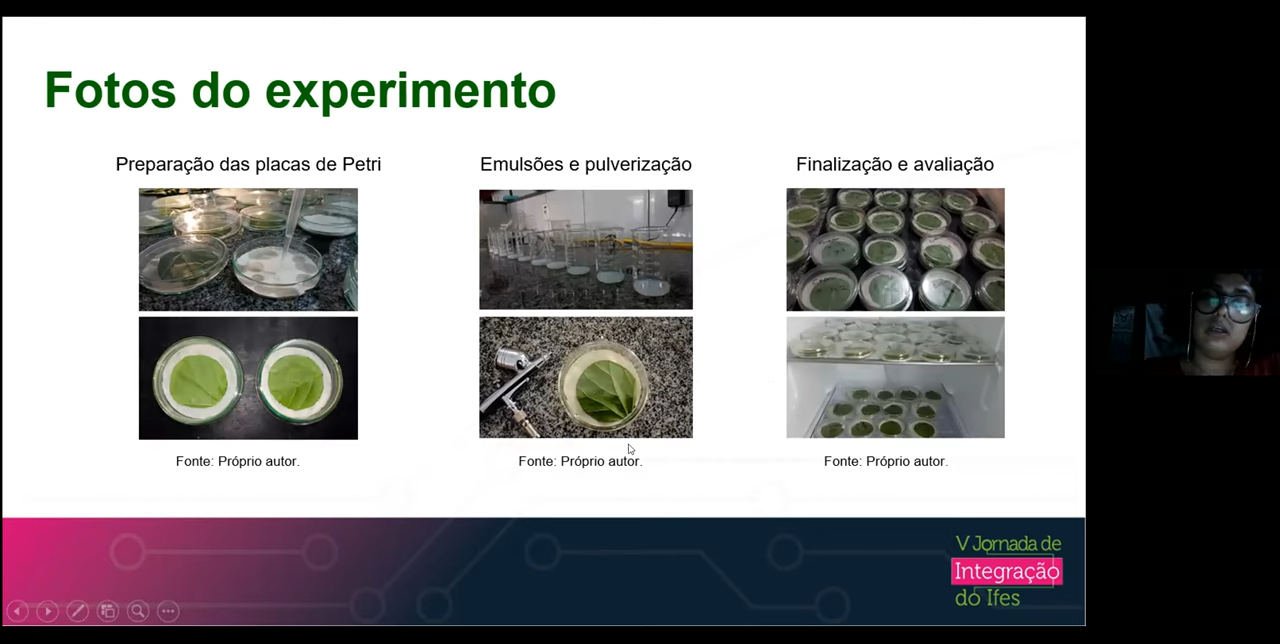 Fotos do experimento
Preparação das placas de Petri
Emulsões e pulverização
Finalização e avaliação
Fonte: Próprio autor.
Fonte: Próprio autor.
Fonte: Próprio autor.
V Jornada de
Integração
do Ifes